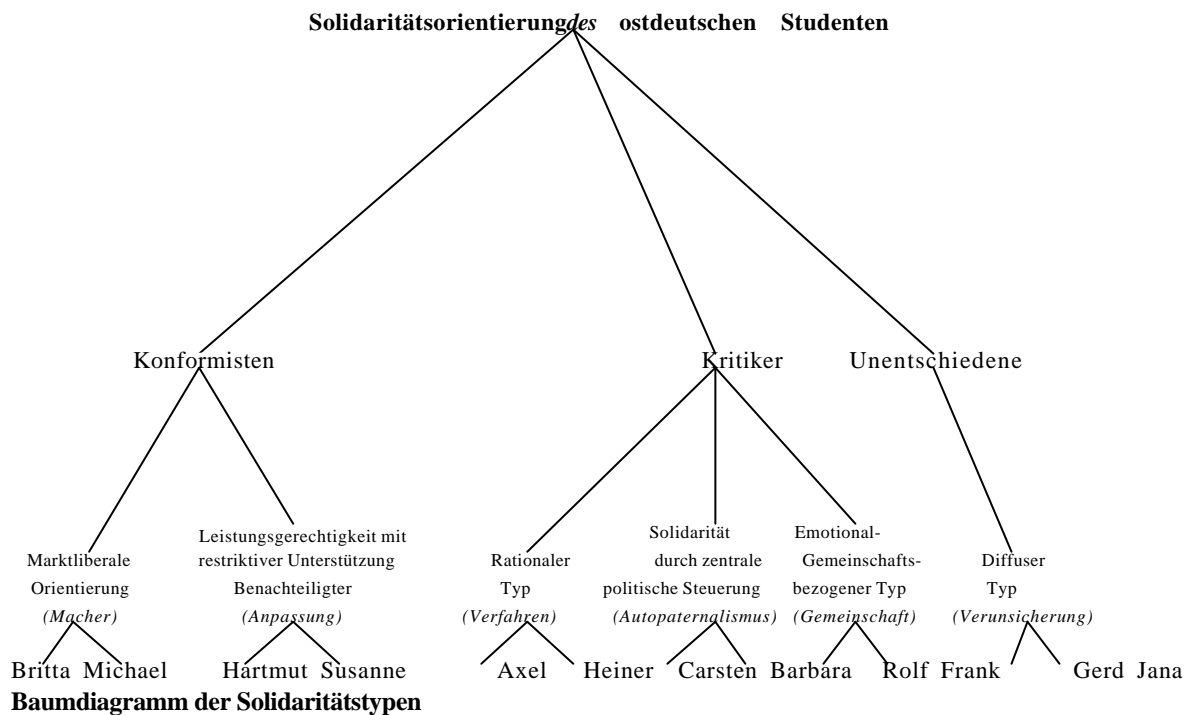 Solidaritätsorientierung des ostdeutschen Studenten
Konformisten Kritiker Unentschiedene
Marktliberale
Orientierung
(Macher)
Leistungsgerechtigkeit mit
restriktiver Unterstützung
Benachteiligter
(Anpassung)
Rationaler
Typ
(Verfahren)
Solidarität
durch zentrale
politische Steuerung
(Autopaternalismus)
Emotional-
Gemeinschafts-
bezogener Typ
(Gemeinschaft)
Diffuser
Typ
(Verunsicherung)
Britta Michael Hartmut Susanne Axel Heiner Carsten Barbara Rolf Frank Gerd Jana
Baumdiagramm der Solidaritätstypen